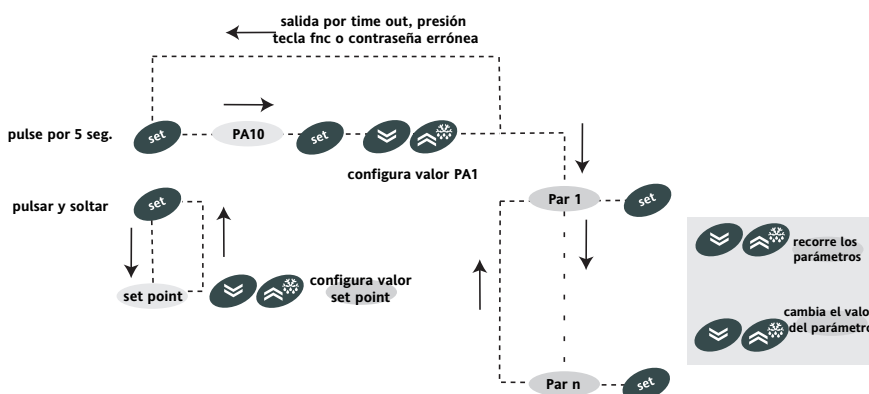 salida por time out, presión
tecla fnc o contraseña errónea
pulse por 5 seg.
set
PA10
set
configura valor PA1
pulsar y soltar
set
Par 1
set
set point
configura valor
set point
recorre los
parámetros
cambia el valo
del parámetro
Par n
set